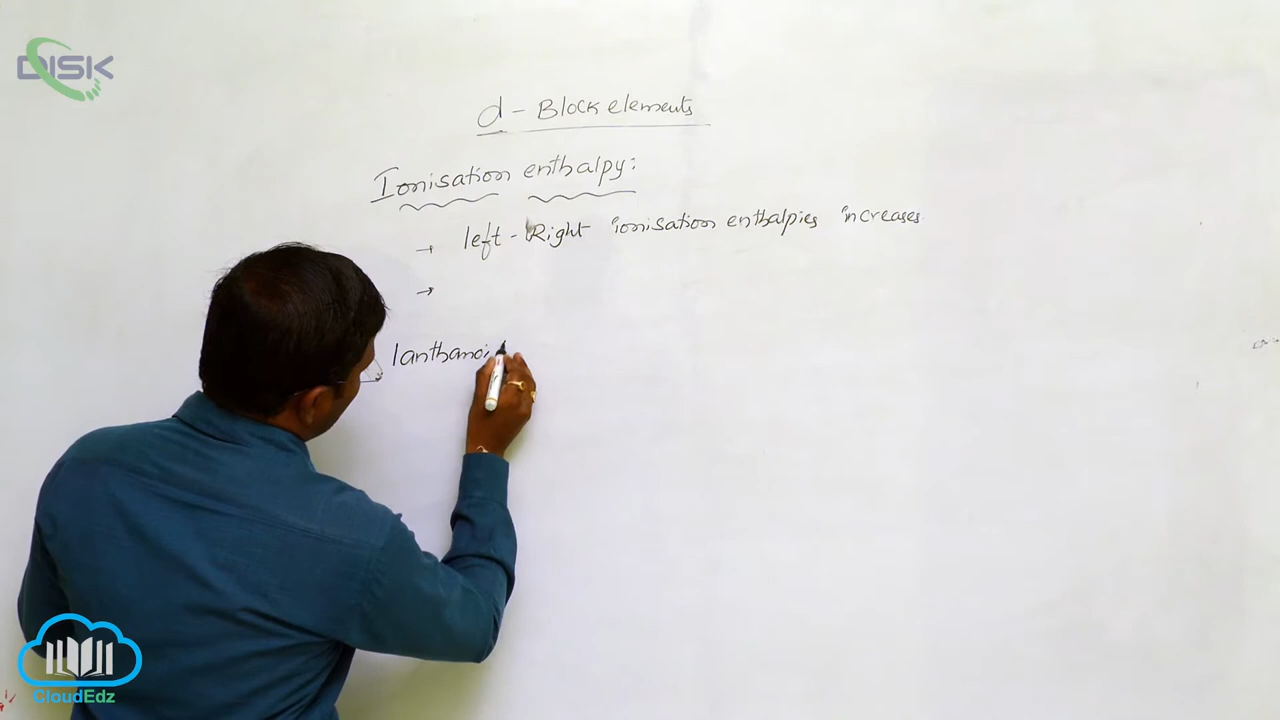 DISK
d - Block elements
Ionisation enthalpy:
→ left - Right ionisation enthalpies increases
→
lanthanoi
CloudEdz